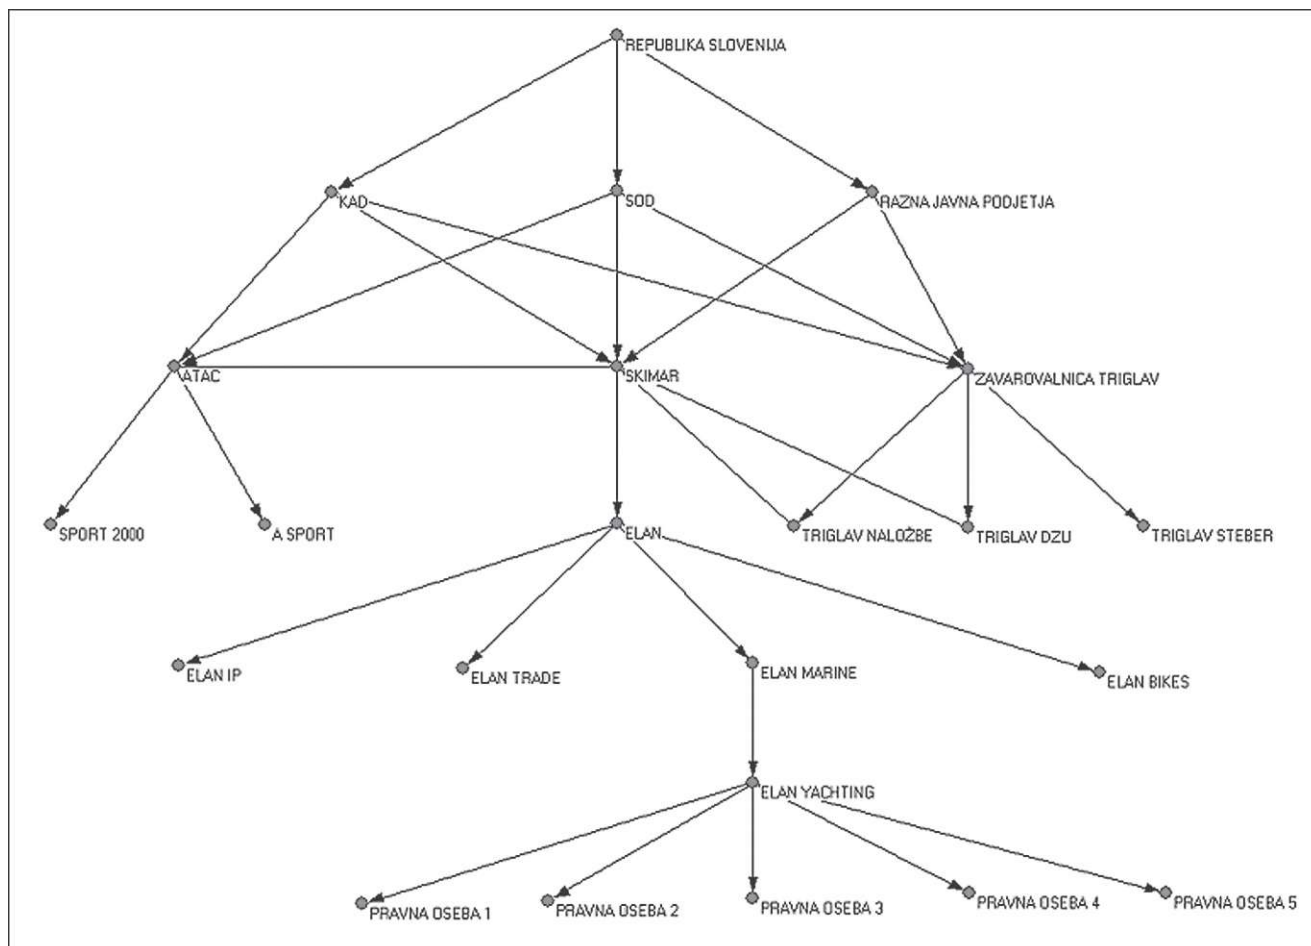 REPUBLIKA SLOVENIJA
KAD
SOD
RAZNA JAVNA PODJETJA
ATAC
SKIMAR
ZAVAROVALNICA TRIGLAV
SPORT 2000
A SPORT
ELAN
TRIGLAV NALOŽBE
TRIGLAV DZU
TRIGLAV STEBER
ELAN IP
ELAN TRADE
ELAN MARINE
ELAN BIKES
ELAN YACHTING
PRAVNA OSEBA 1
PRAVNA OSEBA 2
PRAVNA OSEBA 3
PRAVNA OSEBA 4
PRAVNA OSEBA 5